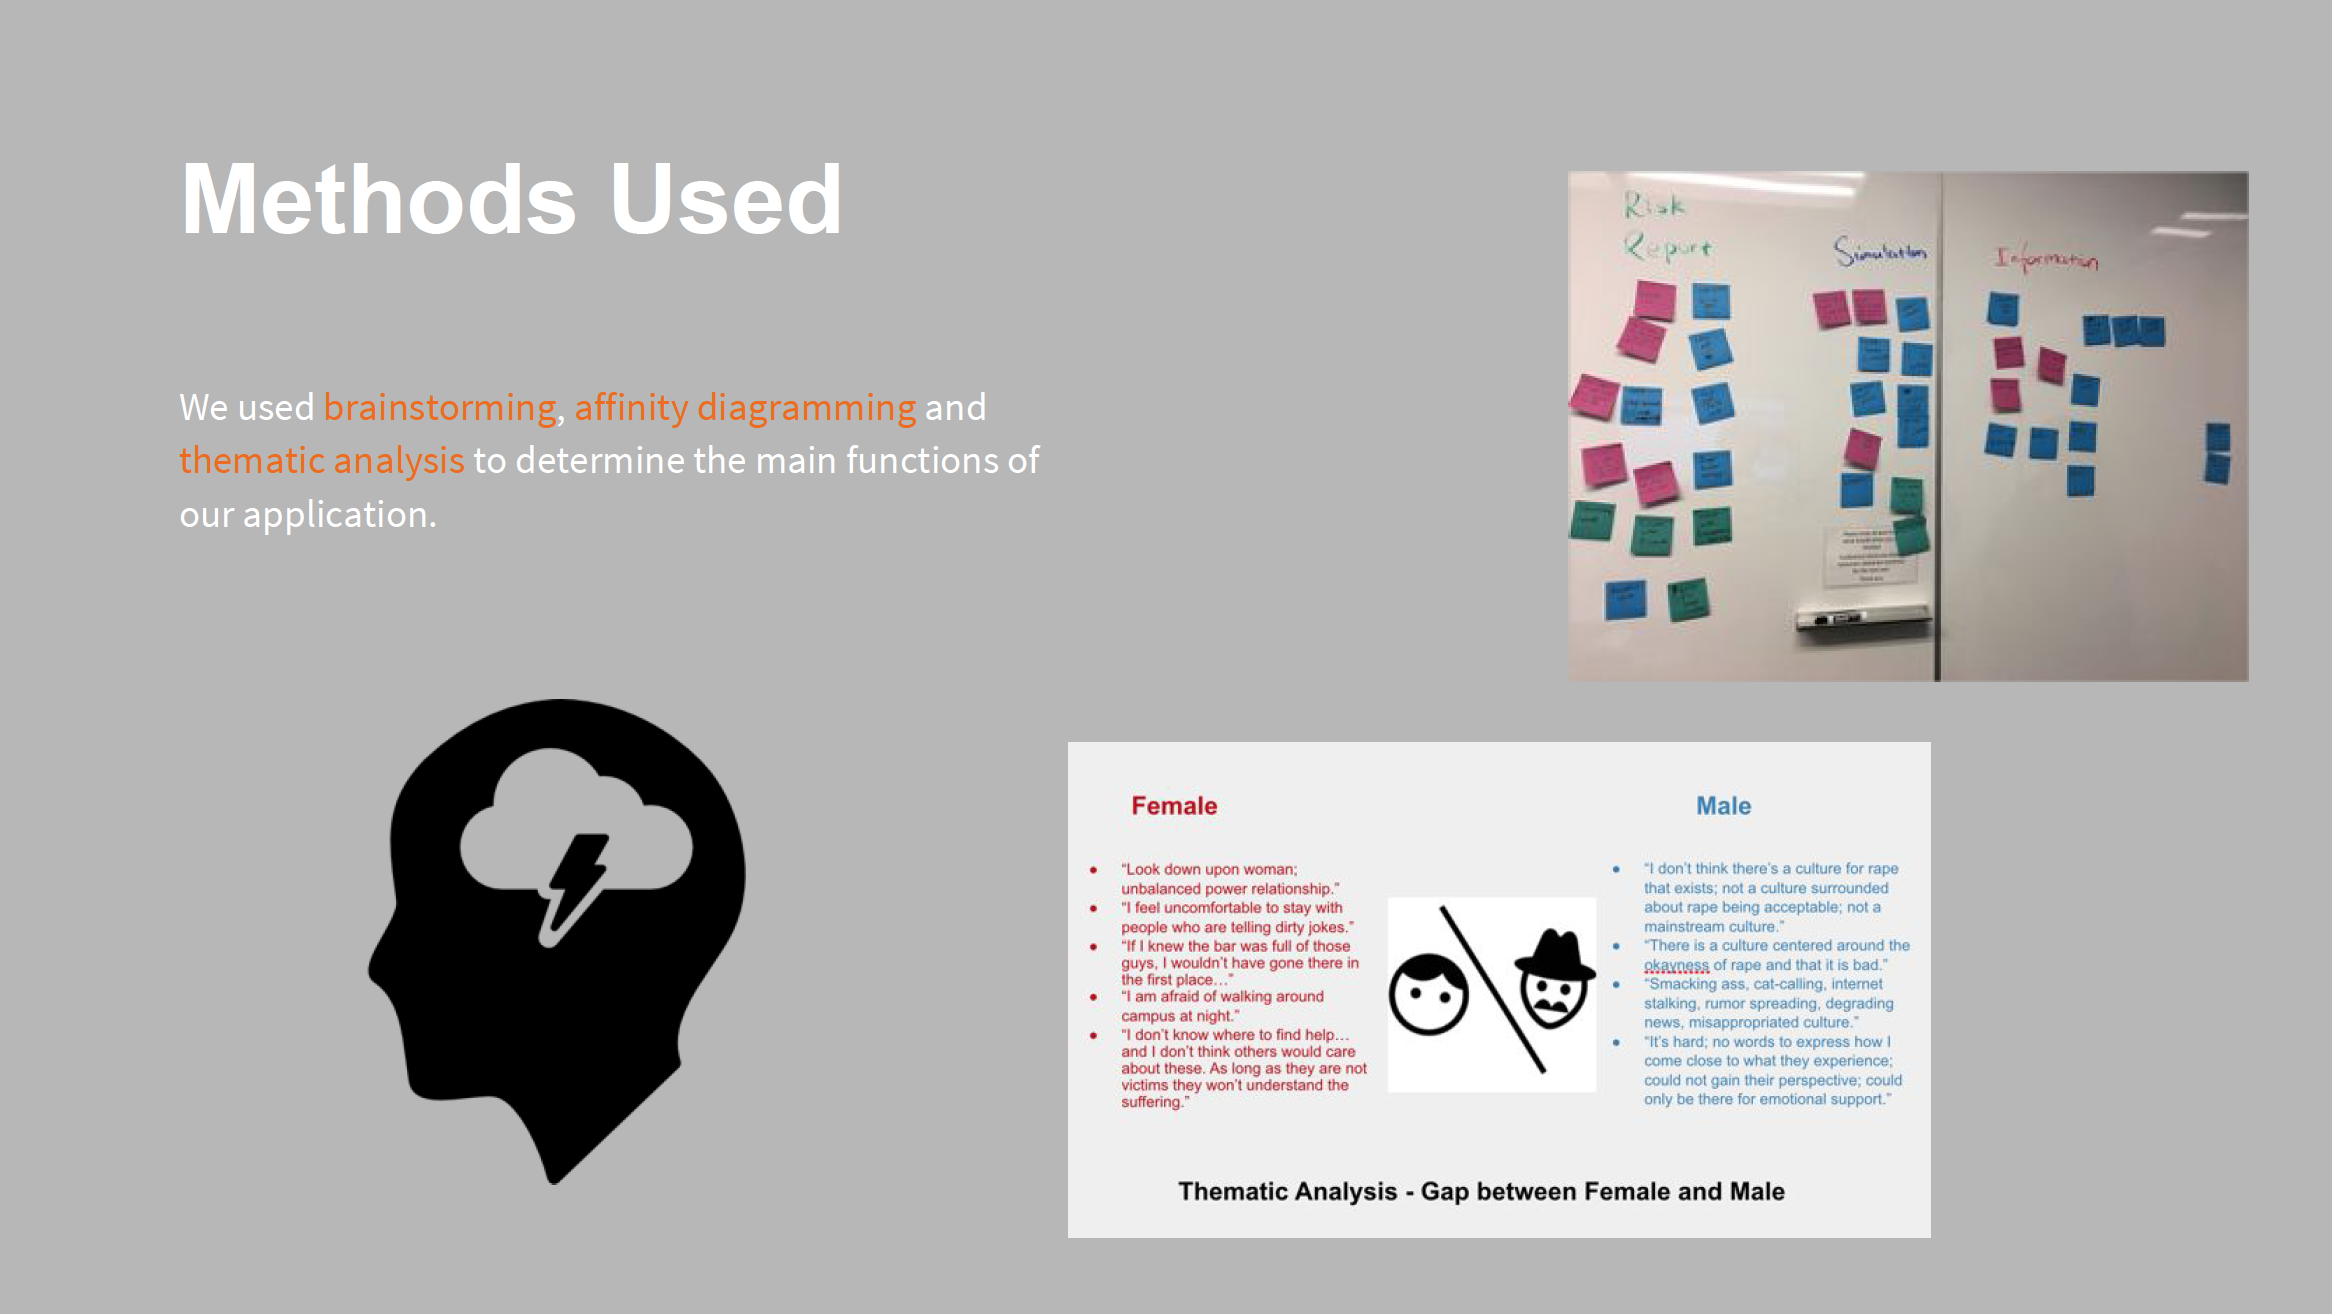 Methods Used
We used brainstorming, affinity diagramming and
thematic analysis to determine the main functions of
our application.
Risk
Report
Simulation
Information
Female
Male
•  “Look down upon woman;
unbalanced power relationship.”
•  “I feel uncomfortable to stay with
people who are telling dirty jokes.”
•  “If I knew the bar was full of those
guys, I wouldn’t have gone there in
the first place…”
•  “I am afraid of walking around
campus at night.”
•  “I don’t know where to find help…
and I don’t think others would care
about these. As long as they are not
victims they won’t understand the
suffering.”
•  “I don’t think there’s a culture for rape
that exists; not a culture surrounded
about rape being acceptable; not a
mainstream culture.”
•  “There is a culture centered around the
okayness of rape and that it is bad.”
•  “Smacking ass, cat-calling, internet
stalking, rumor spreading, degrading
news, misappropriated culture.”
•  “It’s hard; no words to express how I
come close to what they experience;
could not gain their perspective; could
only be there for emotional support.”
Thematic Analysis - Gap between Female and Male